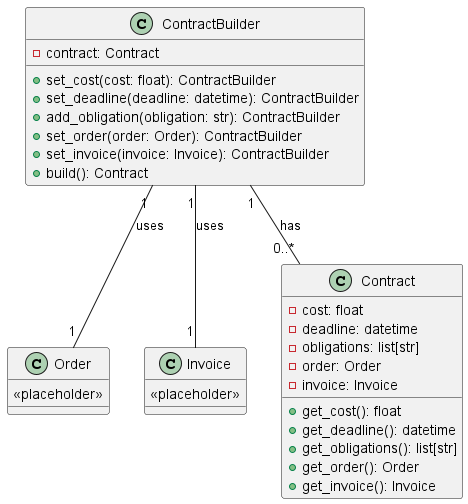 C ContractBuilder
contract: Contract
set_cost(cost: float): ContractBuilder
set_deadline(deadline: datetime): ContractBuilder
add_obligation(obligation: str): ContractBuilder
set_order(order: Order): ContractBuilder
set_invoice(invoice: Invoice): ContractBuilder
build(): Contract
1 1 1
uses uses has
0..*
1 1
C Order
«placeholder»
C Invoice
«placeholder»
C Contract
cost: float
deadline: datetime
obligations: list[str]
order: Order
invoice: Invoice
get_cost(): float
get_deadline(): datetime
get_obligations(): list[str]
get_order(): Order
get_invoice(): Invoice